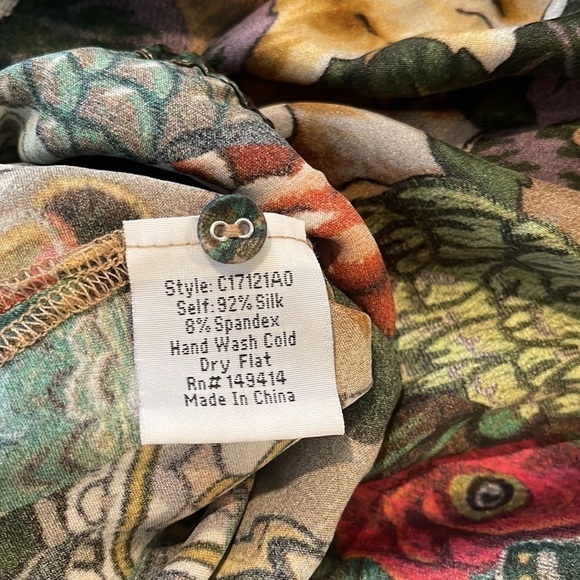 Style: C17121A0
Self: 92% Silk
8% Spandex
Hand Wash Cold
Dry Flat
Rn# 149414
Made In China